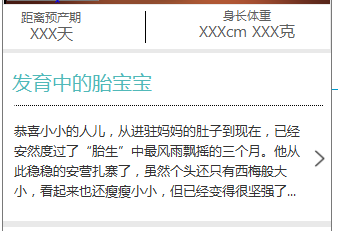 距离预产期 身长体重
XXX天 XXXcm XXX克
发育中的胎宝宝
恭喜小小的人儿，从进驻妈妈的肚子到现在，已经
安然度过了“胎生”中最风雨飘摇的三个月。他从
此稳稳的安营扎寨了，虽然个头还只有西梅般大
小，看起来也还瘦瘦小小，但已经变得很坚强了...